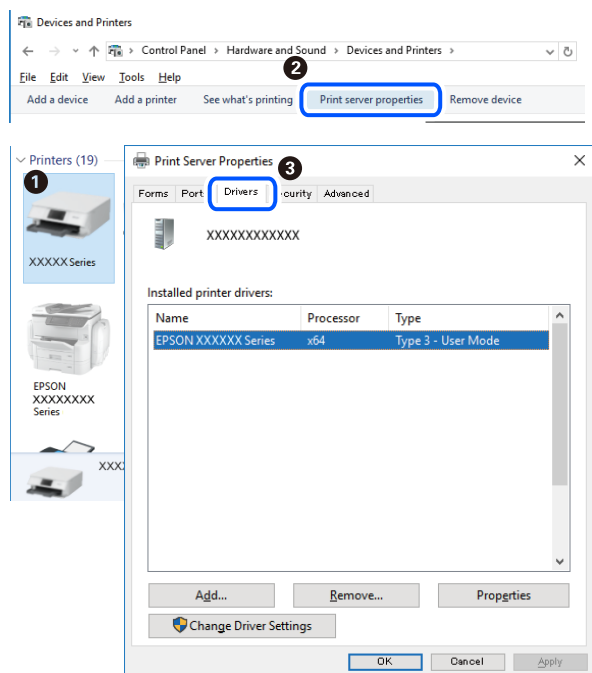 Devices and Printers
Control Panel > Hardware and Sound > Devices and Printers >
File Edit View Tools Help
2
Add a device Add a printer See what's printing Print server properties Remove device
Printers (19)
1
XXXXX Series
EPSON
XXXXXXXX
Series
XXX
Print Server Properties
3
Forms Port Drivers curity Advanced
XXXXXXXXXXXX
Installed printer drivers:
Name Processor Type
EPSON XXXXXX Series x64 Type 3 - User Mode
Add... Remove... Properties
Change Driver Settings
OK Cancel Apply